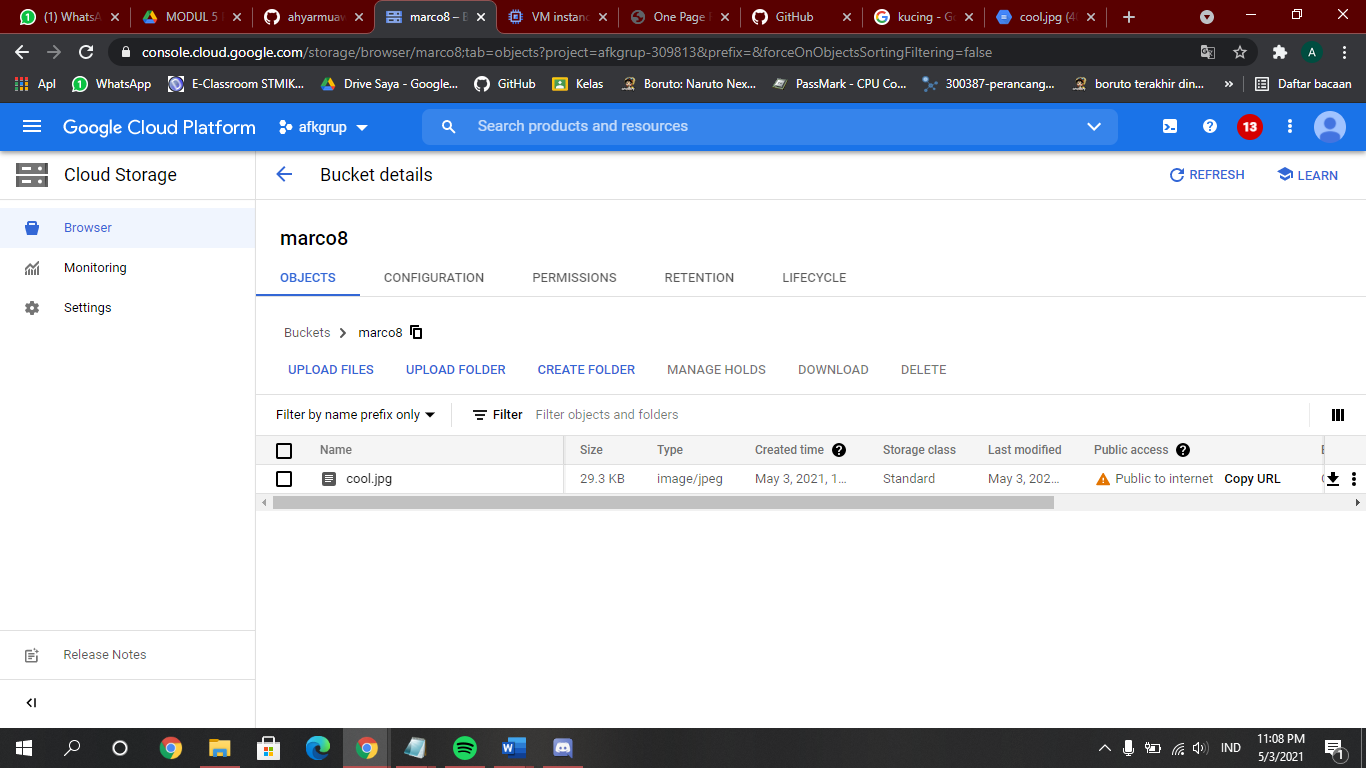 (1) WhatsA
MODUL 5
ahyarmuaw
marco8 – B
VM instanc
One Page
GitHub
kucing - Go
cool.jpg (4
console.cloud.google.com/storage/browser/marco8;tab=objects?project=afkgrup-309813&prefix=&forceOnObjectsSortingFiltering=false
A
Apl
WhatsApp
E-Classroom STMIK...
Drive Saya - Google...
GitHub
Kelas
Boruto: Naruto Nex...
PassMark - CPU Co...
300387-perancang...
boruto terakhir din...
»
Daftar bacaan
Google Cloud Platform
afkgrup
Search products and resources
13
Cloud Storage
Bucket details
REFRESH
LEARN
Browser
Monitoring
Settings
marco8
OBJECTS
CONFIGURATION
PERMISSIONS
RETENTION
LIFECYCLE
Buckets
marco8
UPLOAD FILES
UPLOAD FOLDER
CREATE FOLDER
MANAGE HOLDS
DOWNLOAD
DELETE
Filter by name prefix only
Filter
Filter objects and folders
Name
Size
Type
Created time
Storage class
Last modified
Public access
cool.jpg
29.3 KB
image/jpeg
May 3, 2021, 1...
Standard
May 3, 202...
Public to internet
Copy URL
Release Notes
IND
11:08 PM
5/3/2021
1